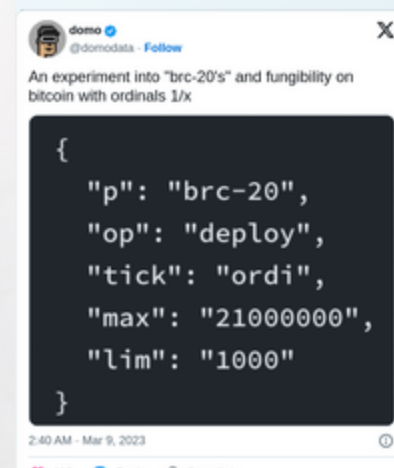 domo
@domodata · Follow
An experiment into "brc-20's" and fungibility on
bitcoin with ordinals 1/x
{
"p": "brc-20",
"op": "deploy",
"tick": "ordi",
"max": "21000000",
"lim": "1000"
}
2:40 AM · Mar 9, 2023